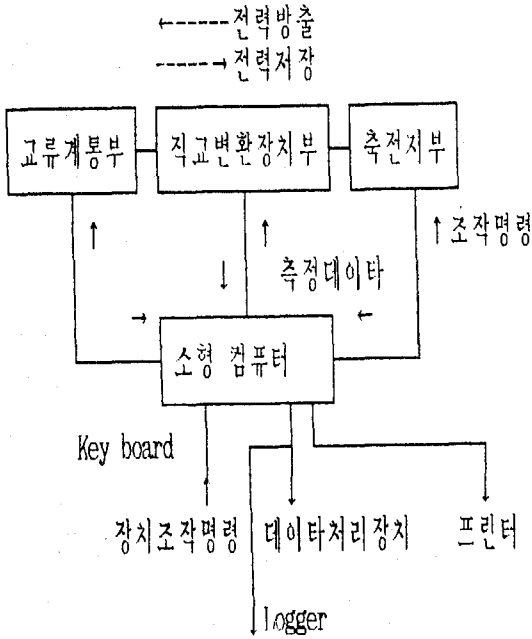 전력방출
전력저장
교류계통부 직교변환장치부 축전지부
조작명령
측정데이타
소형 컴퓨터
Key board
장치조작명령 데이타처리장치 프린터
Logger